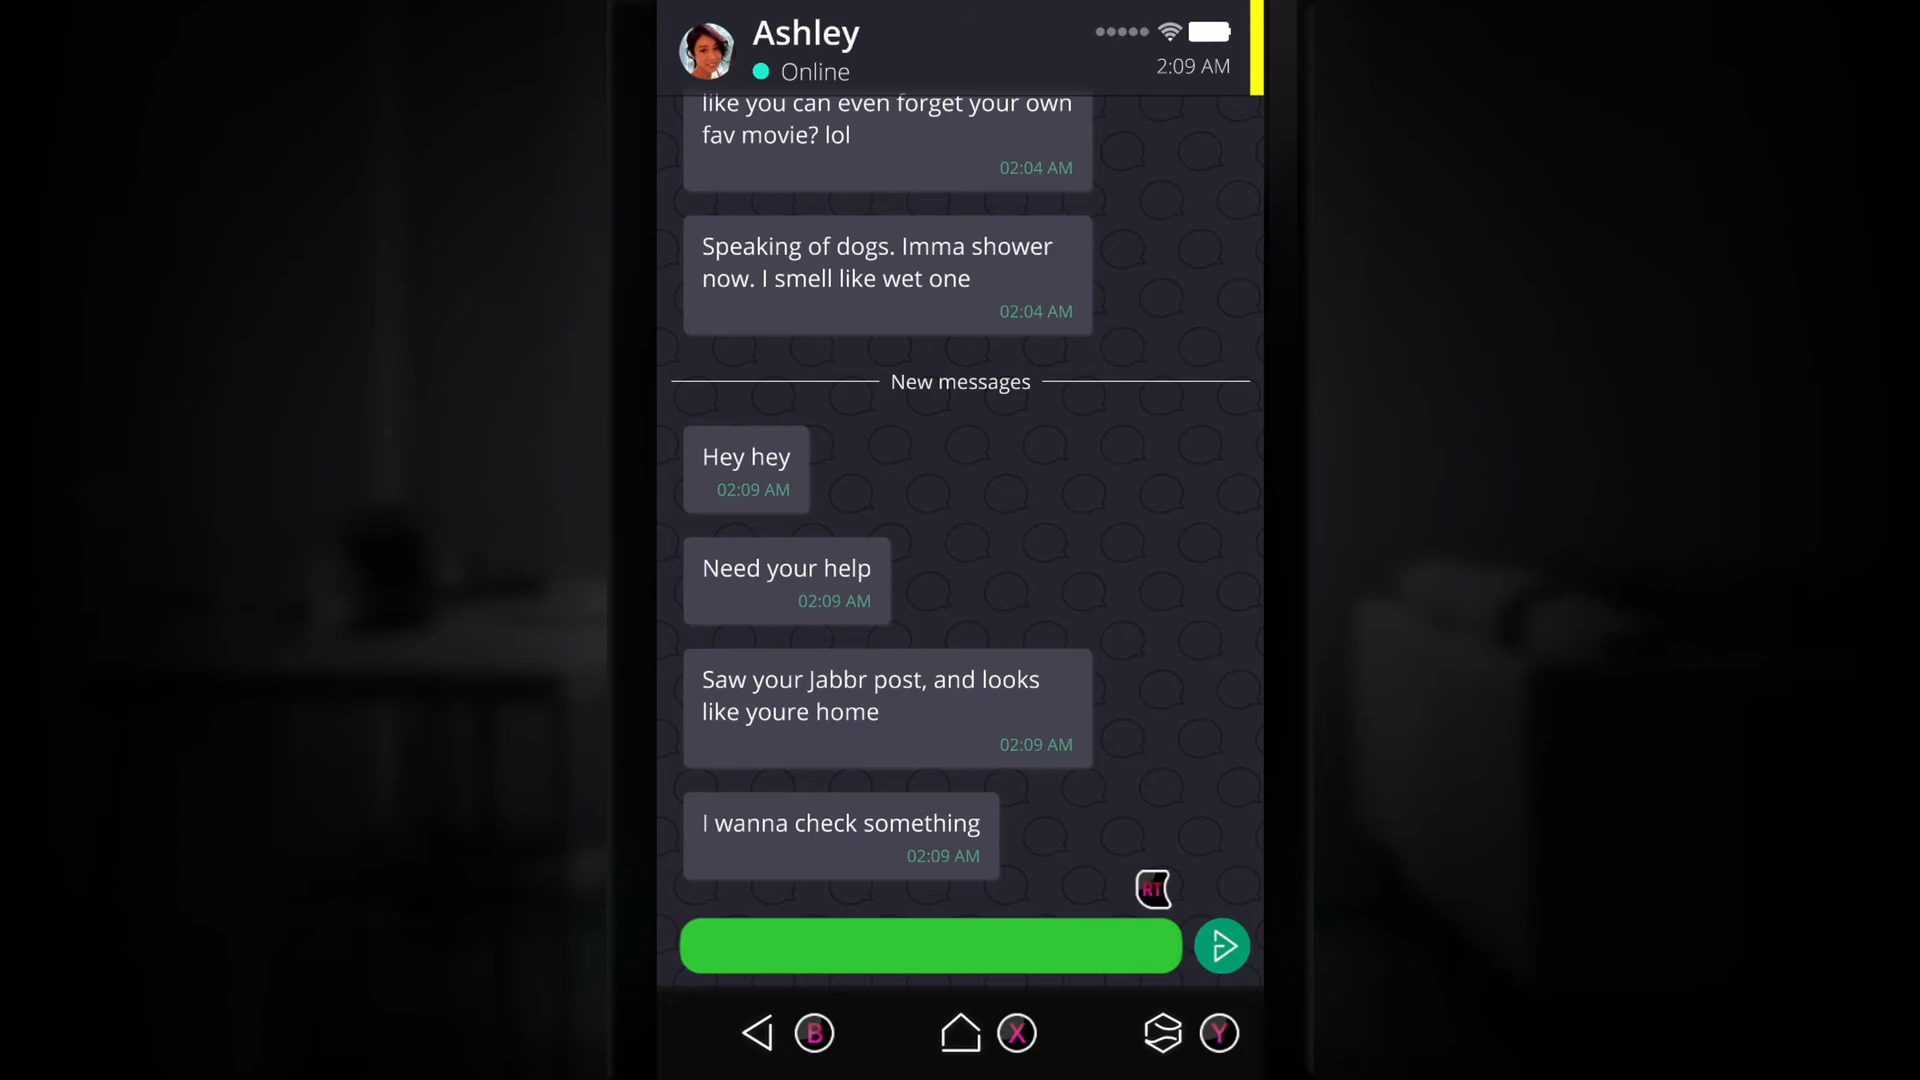 Ashley
Online
2:09 AM
like you can even forget your own
fav movie? lol
02:04 AM
Speaking of dogs. Imma shower
now. I smell like wet one
02:04 AM
New messages
Hey hey
02:09 AM
Need your help
02:09 AM
Saw your Jabbr post, and looks
like youre home
02:09 AM
I wanna check something
02:09 AM
RT
B
X
Y